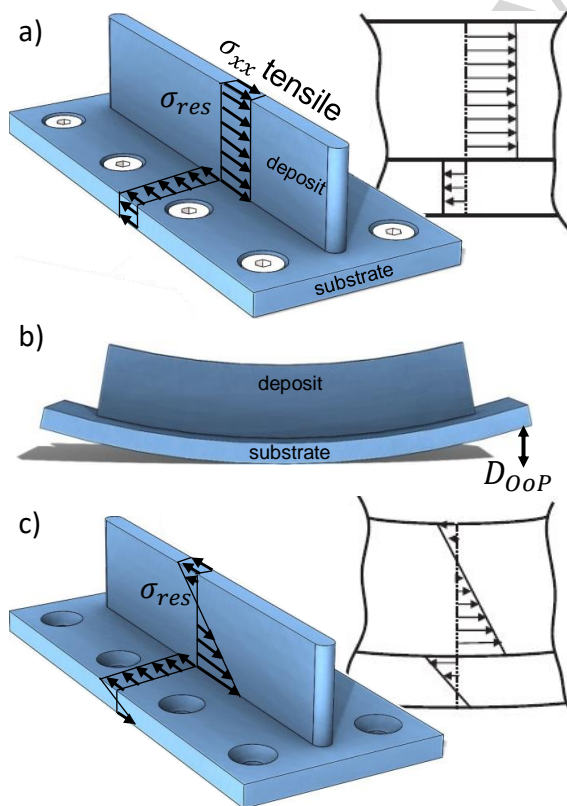 a)
σxx tensile
σres
deposit
substrate
b)
deposit
substrate
DOoP
c)
σres